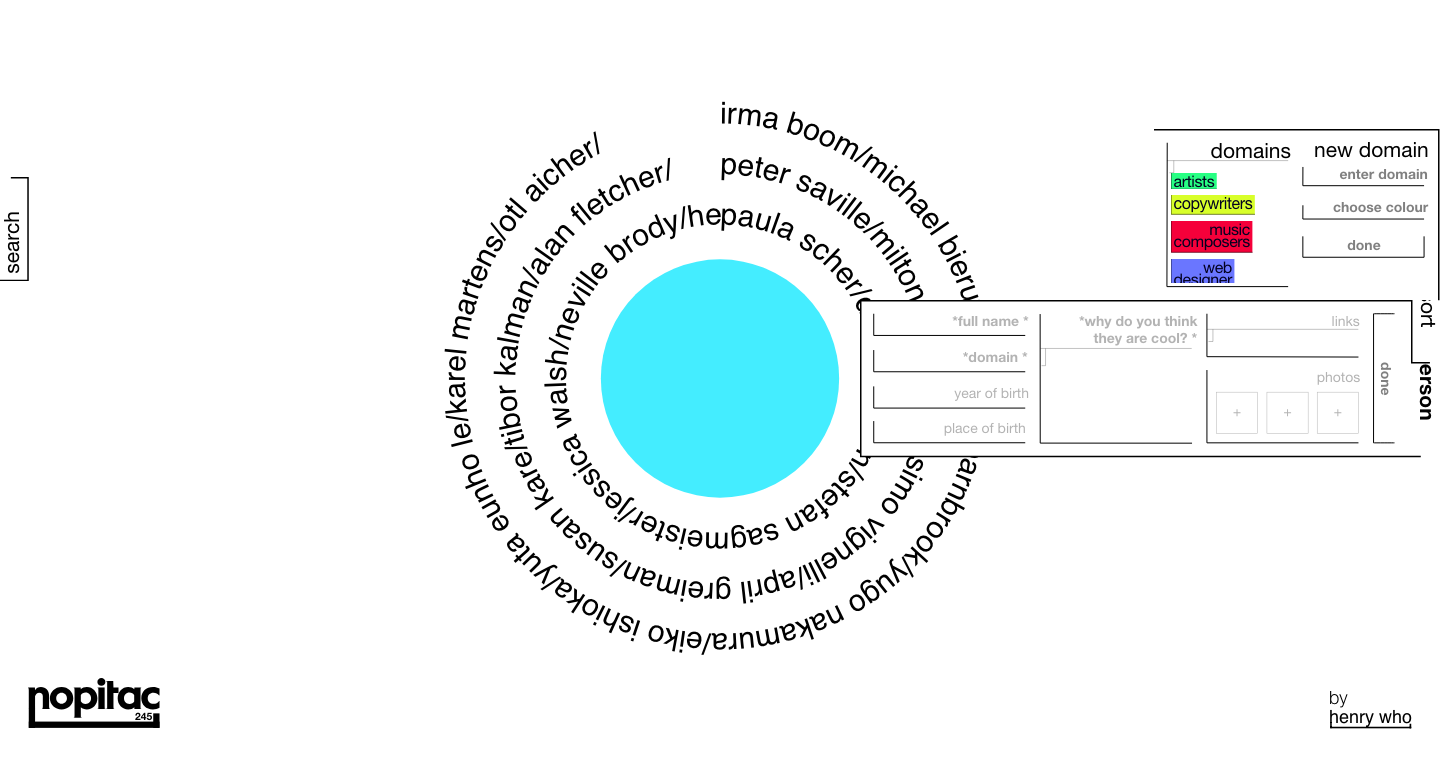 irma boom/michael bieru
arnbrook/yugo nakamura/eiko ishioka/yuta eunho le/karel martens/otl aicher/
peter saville/milton
simo vignelli/april greiman/susan kare/tibor kalman/alan fletcher/
paula scher/
n/stefan sagmeister/jessica walsh/neville brody/he
search
domains
artists
copywriters
music
composers
web
designer
new domain
enter domain
choose colour
done
*full name *
*domain *
year of birth
place of birth
*why do you think
they are cool? *
links
photos
+ + +
done
ort
erson
nopitac
245
by
henry who